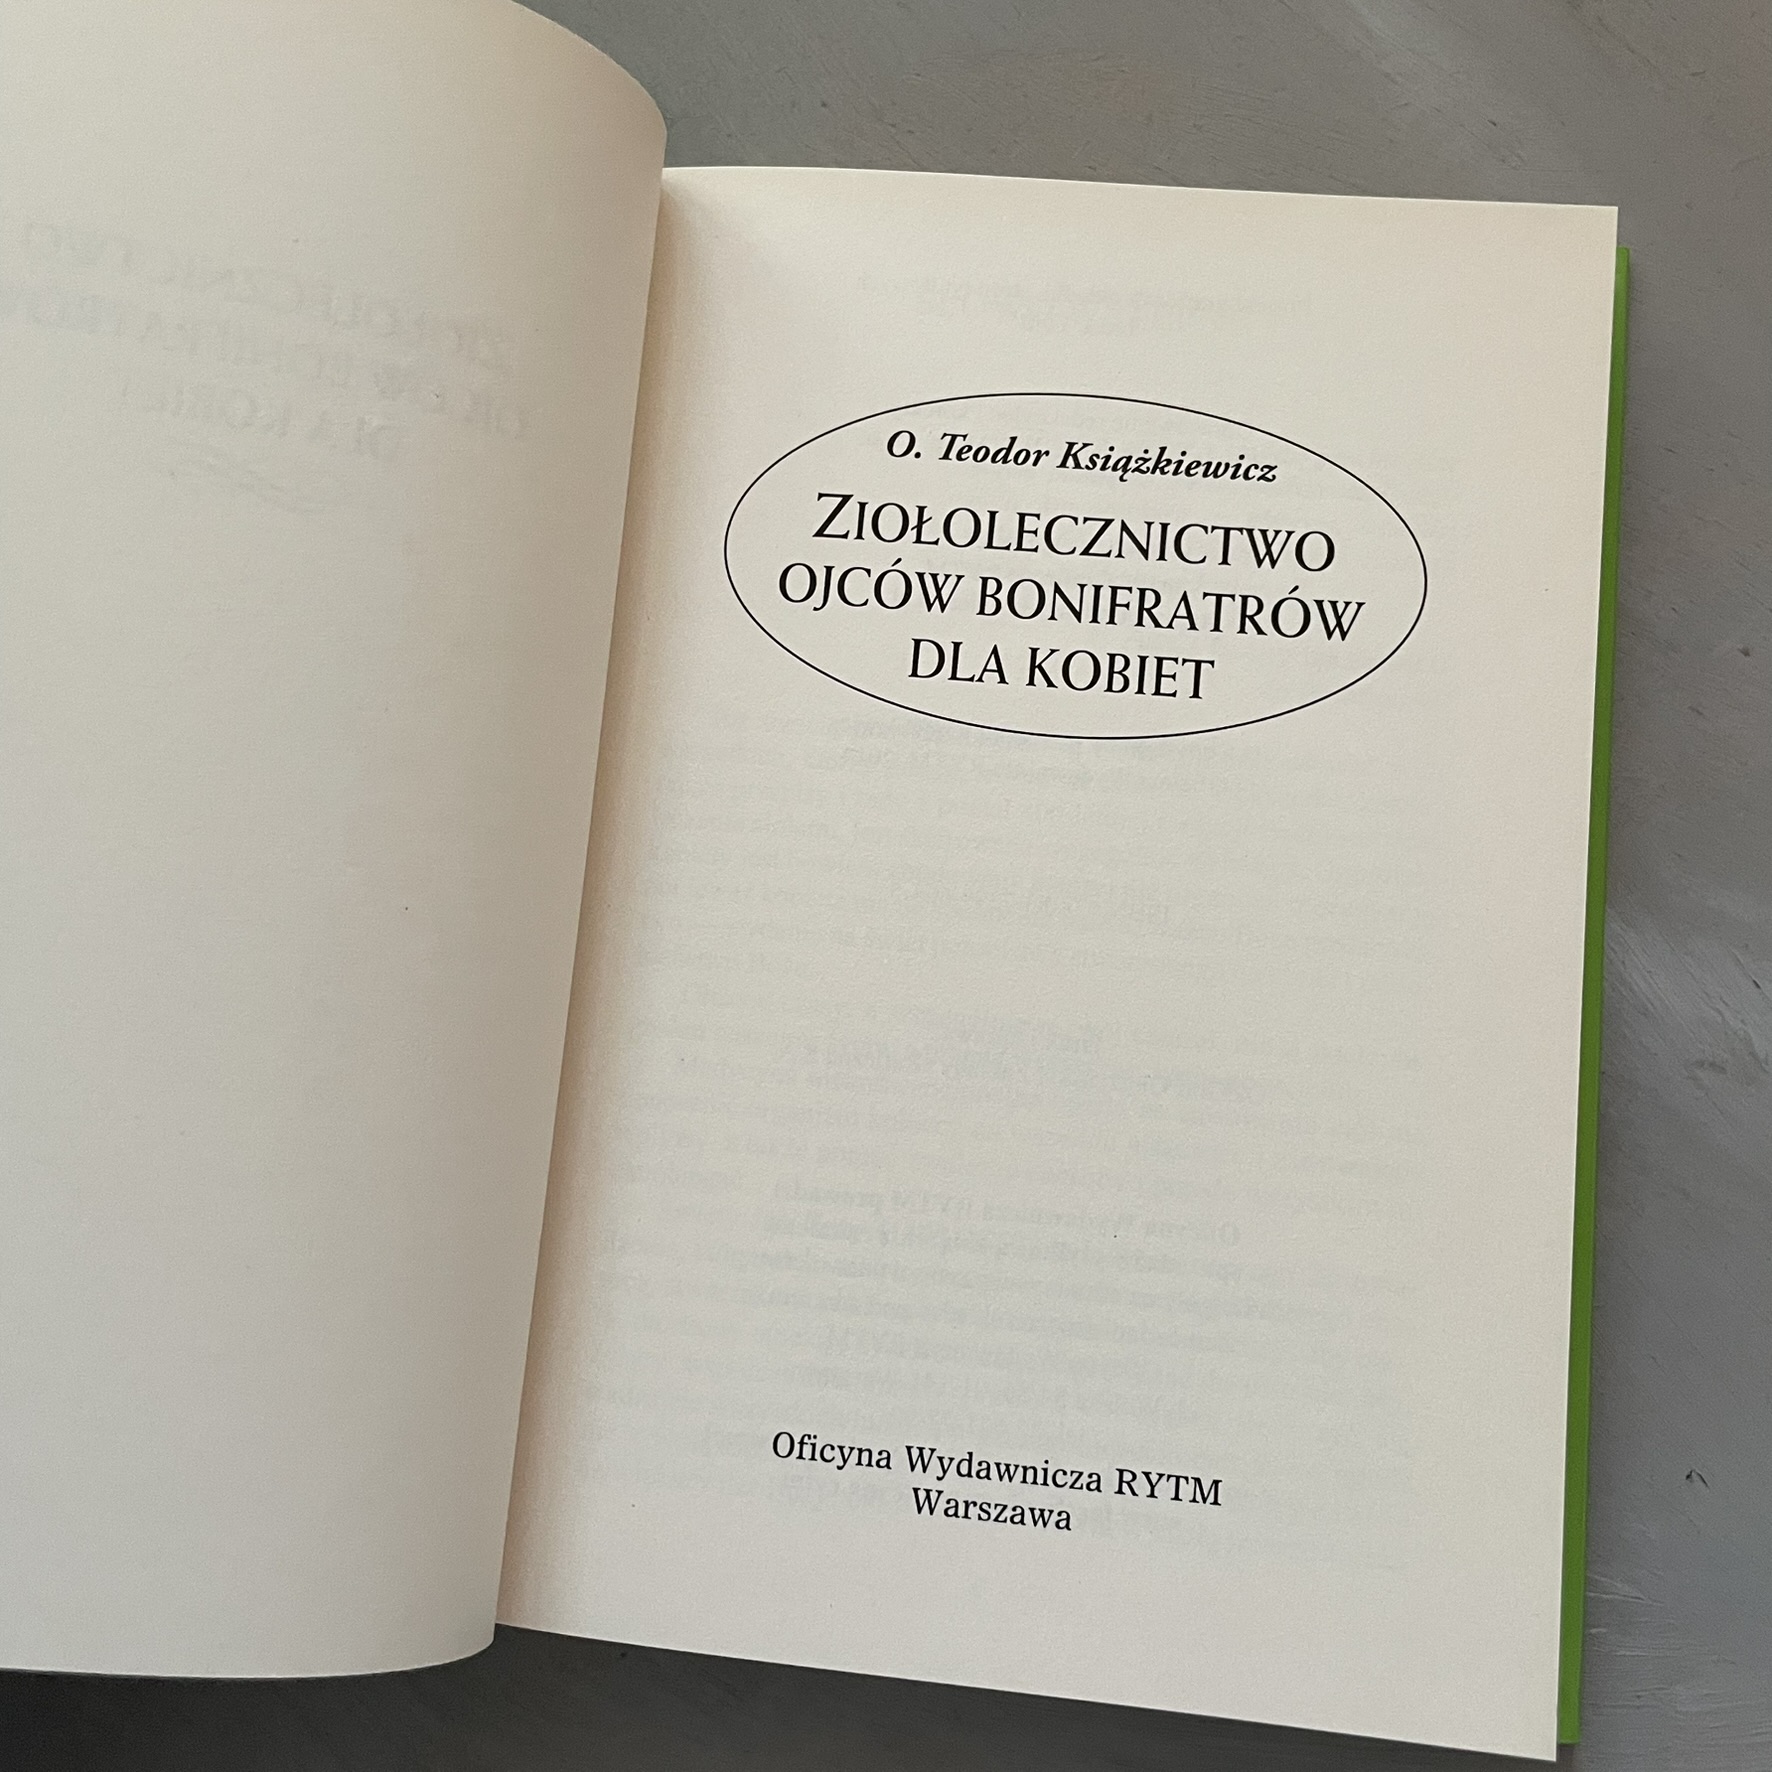 O. Teodor Książkiewicz
ZIOŁOLECZNICTWO
OJCÓW BONIFRATRÓW
DLA KOBIET
Oficyna Wydawnicza RYTM
Warszawa